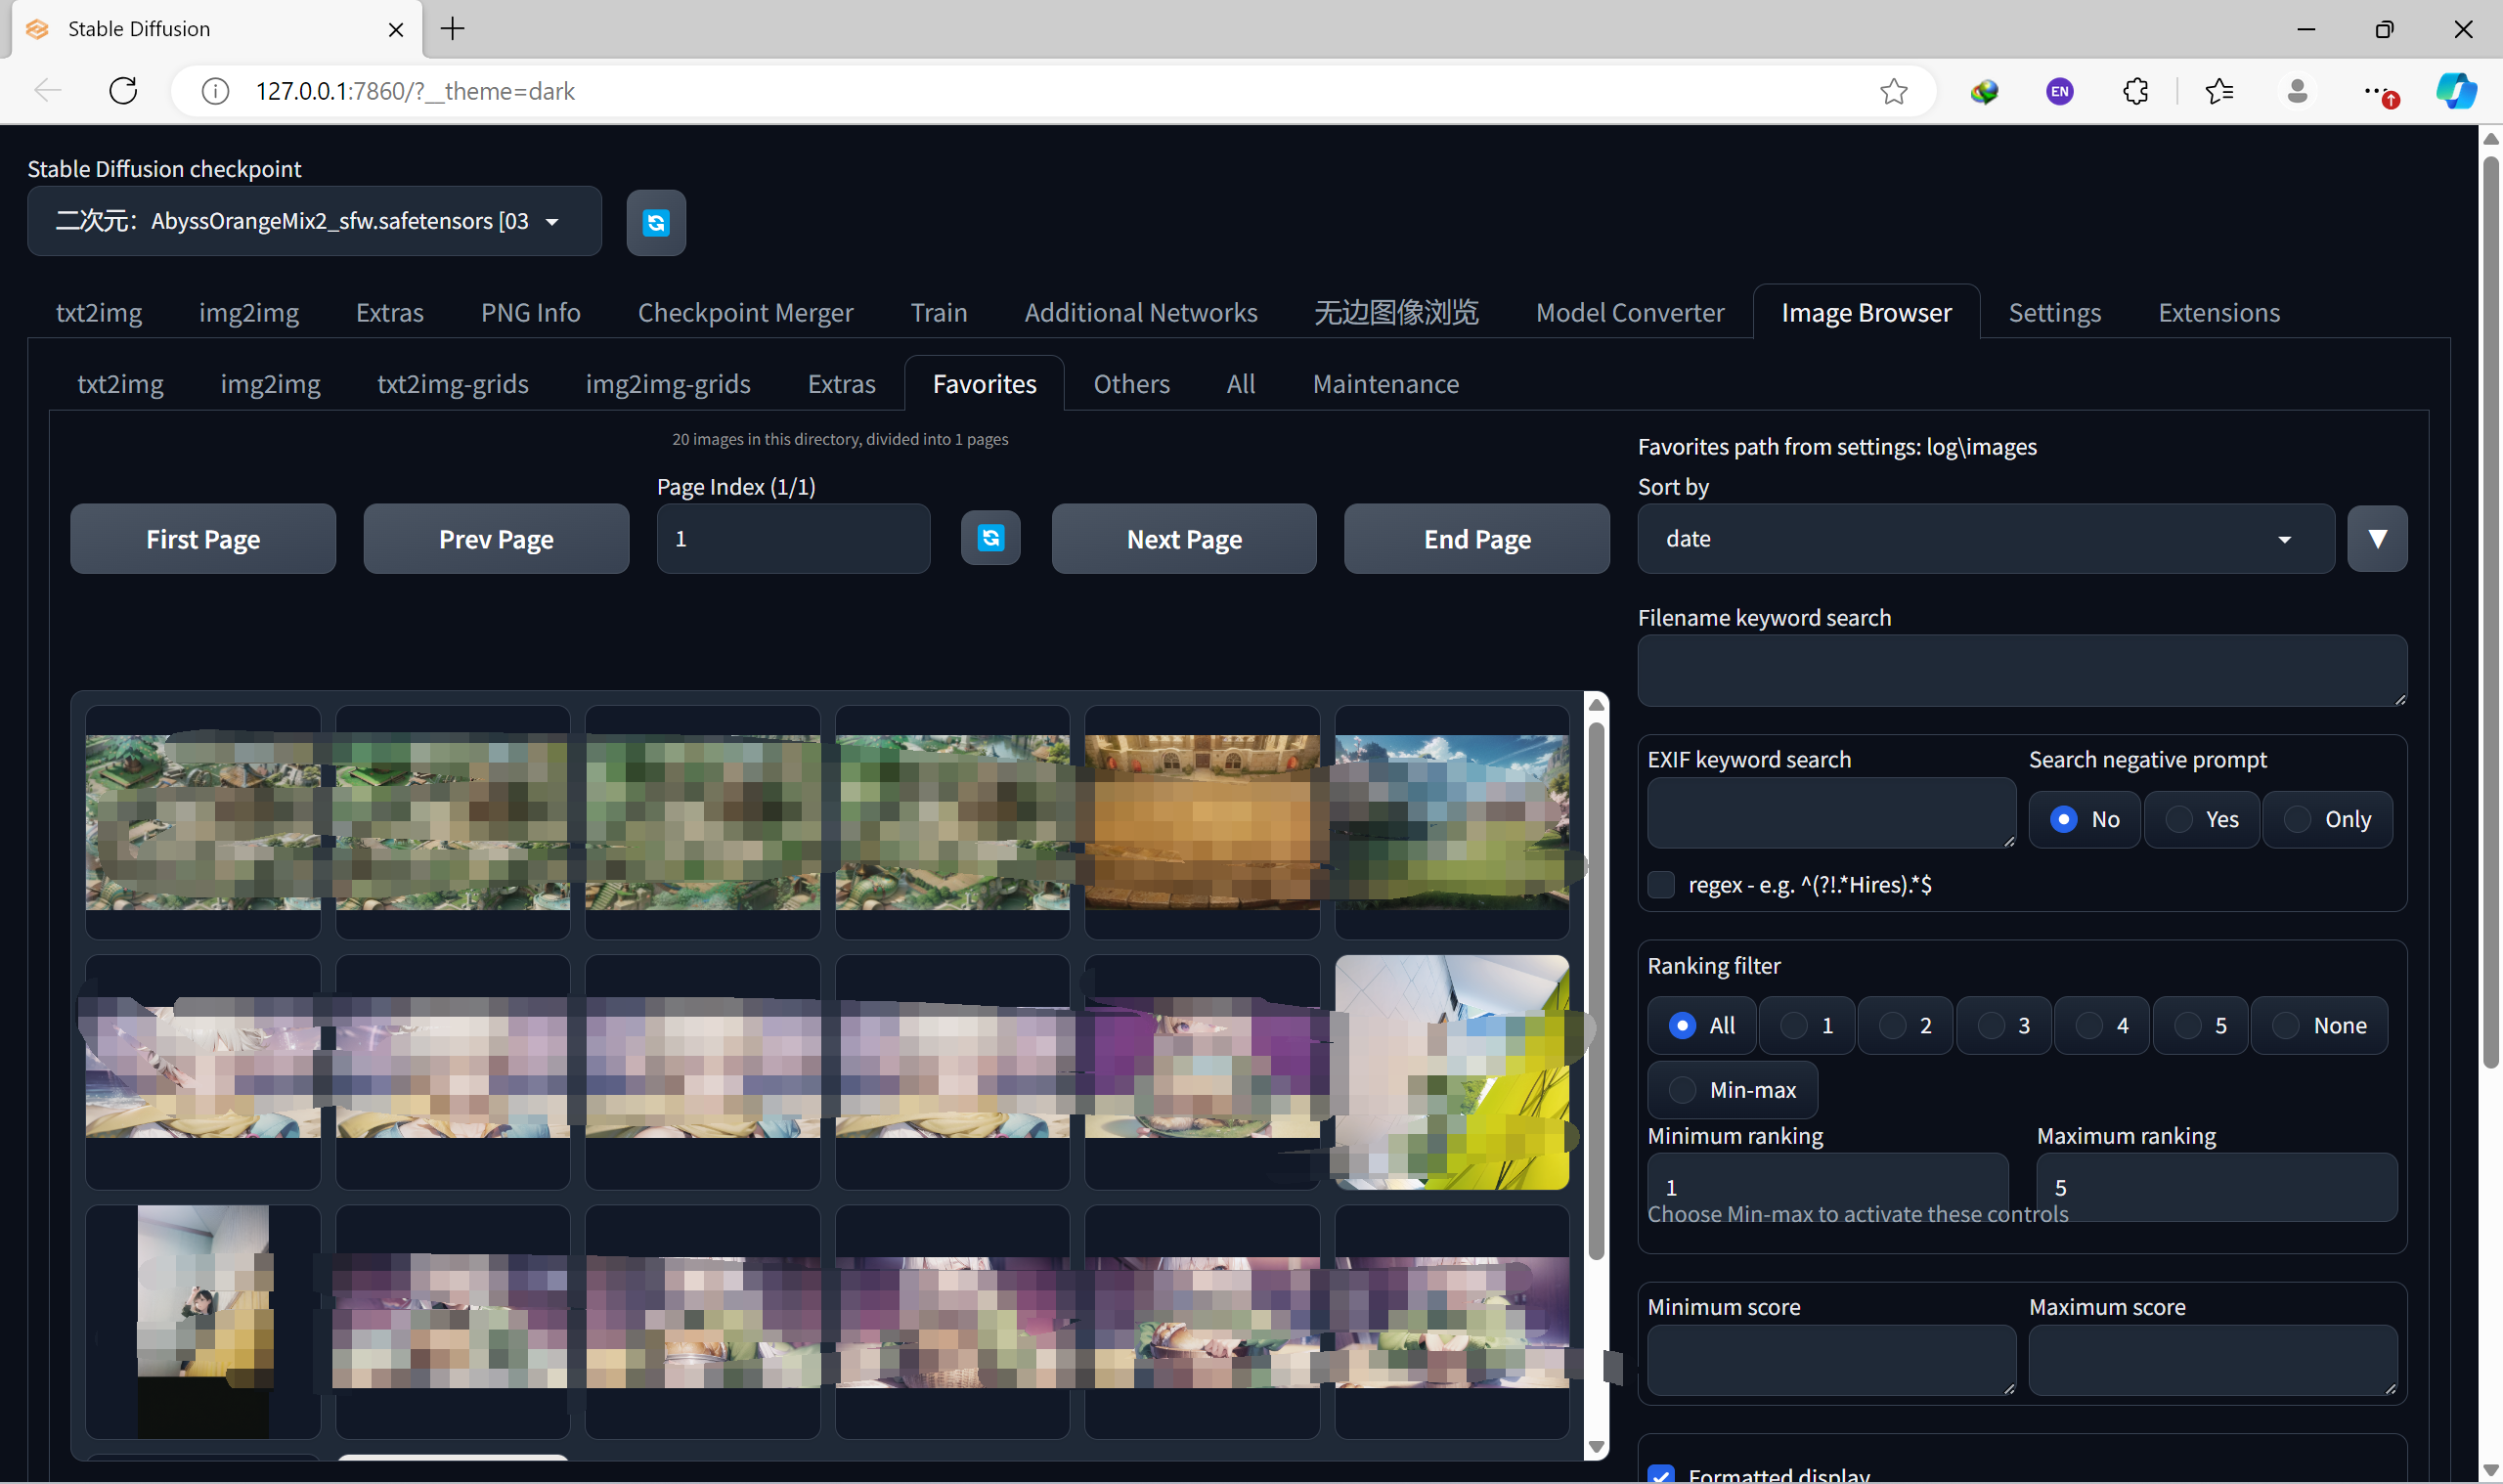 Stable Diffusion
127.0.0.1:7860/?__theme=dark
EN
Stable Diffusion checkpoint
二次元：AbyssOrangeMix2_sfw.safetensors [03
txt2img img2img Extras PNG Info Checkpoint Merger Train Additional Networks 无边图像浏览 Model Converter Image Browser Settings Extensions
txt2img img2img txt2img-grids img2img-grids Extras Favorites Others All Maintenance
20 images in this directory, divided into 1 pages
Favorites path from settings: log\images
Page Index (1/1)
Sort by
First Page Prev Page 1 Next Page End Page
date
Filename keyword search
EXIF keyword search
Search negative prompt
No Yes Only
regex - e.g. ^(?!.*Hires).*$
Ranking filter
All 1 2 3 4 5 None
Min-max
Minimum ranking Maximum ranking
1 5
Choose Min-max to activate these controls
Minimum score Maximum score
Formatted display